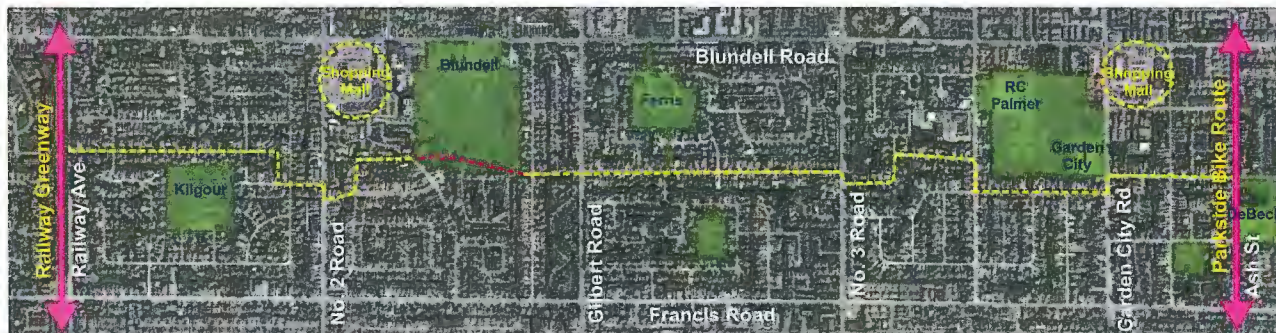 Blundell Road
Shopping
Mall
Blundell
Ferris
RC
Palmer
Garden
City
Shopping
Mall
Kilgour
DeBeck
Railway Greenway
Railway Ave
No. 2 Road
Gilbert Road
No. 3 Road
Garden City Rd
Parkside Bike Route
Ash St
Francis Road